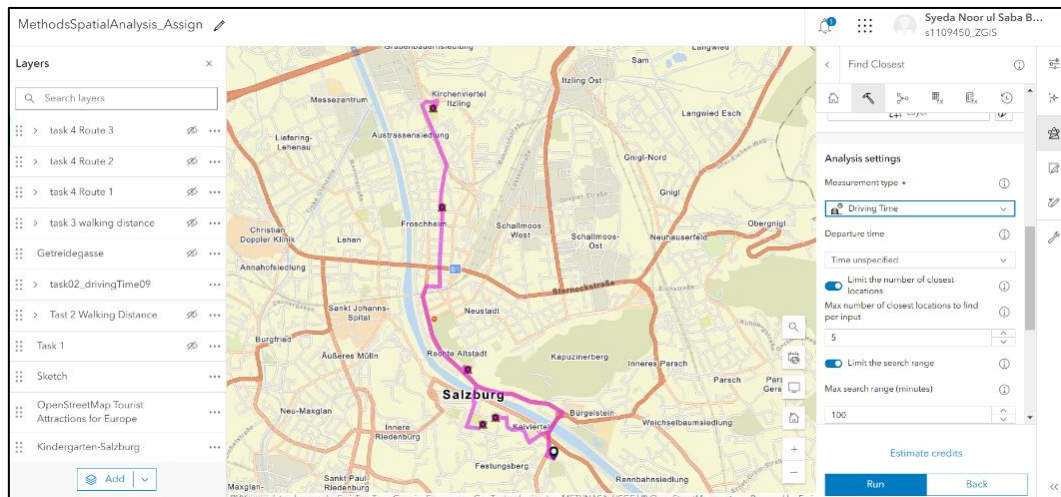 MethodsSpatialAnalysis_Assign
1
Syeda Noor ul Saba B...
s1109450_ZGIS
Layers
Search layers
task 4 Route 3
task 4 Route 2
task 4 Route 1
task 3 walking distance
Getreidegasse
task02_drivingTime09
Tast 2 Walking Distance
Task 1
Sketch
OpenStreetMap Tourist
Attractions for Europe
Kindergarten-Salzburg
Add
Sam
Langwied
Itzling Ost
Kirchenviertel
Itzling
Messezentrum
Langwied Esch
Austrassensiedlung
Liefering-
Lehenau
Gnigl-Nord
Gnigl
Froschheim
Schallmoos-
West
Christian
Doppler Klinik
Lehen
Schallmoos-
Ost
Neuhauserfeld
Obergnigl
Annahofsiedlung
Sterneckstraße
Sankt Johanns-
Spital
Neustadt
Burgfried
Äußeres Mülln
Rechte Altstadt
Kapuzinerberg
Inneres Parsch
Parsch
Salzburg
Neu-Maxglan
Bürgelstein
Kaiviertel
Weichselbaumsiedlung
Innere
Riedenburg
Festungsberg
Sankt Paul
Riedenburg
Maxglan-
Rennbahnsiedlung
Find Closest
Layer
Analysis settings
Measurement type
Driving Time
Departure time
Time unspecified
Limit the number of closest
locations
Max number of closest locations to find
per input
5
Limit the search range
Max search range (minutes)
100
Estimate credits
Run
Back